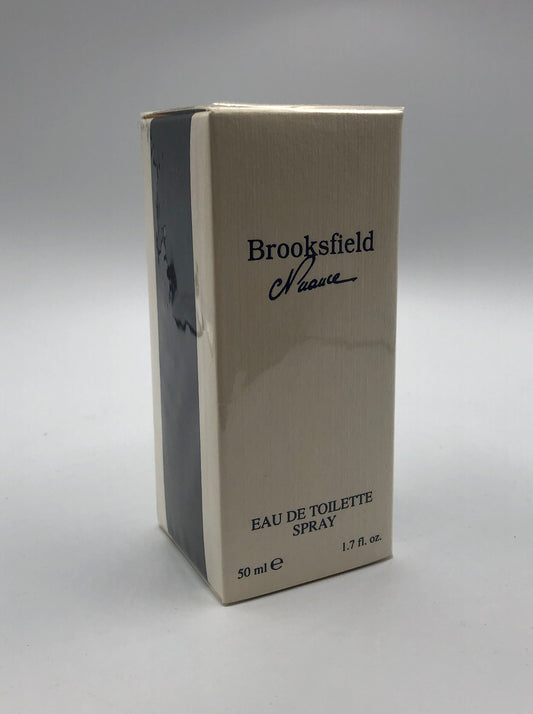 Brooksfield
Nuance
EAU DE TOILETTE
SPRAY
50 ml e
1.7 fl. oz.